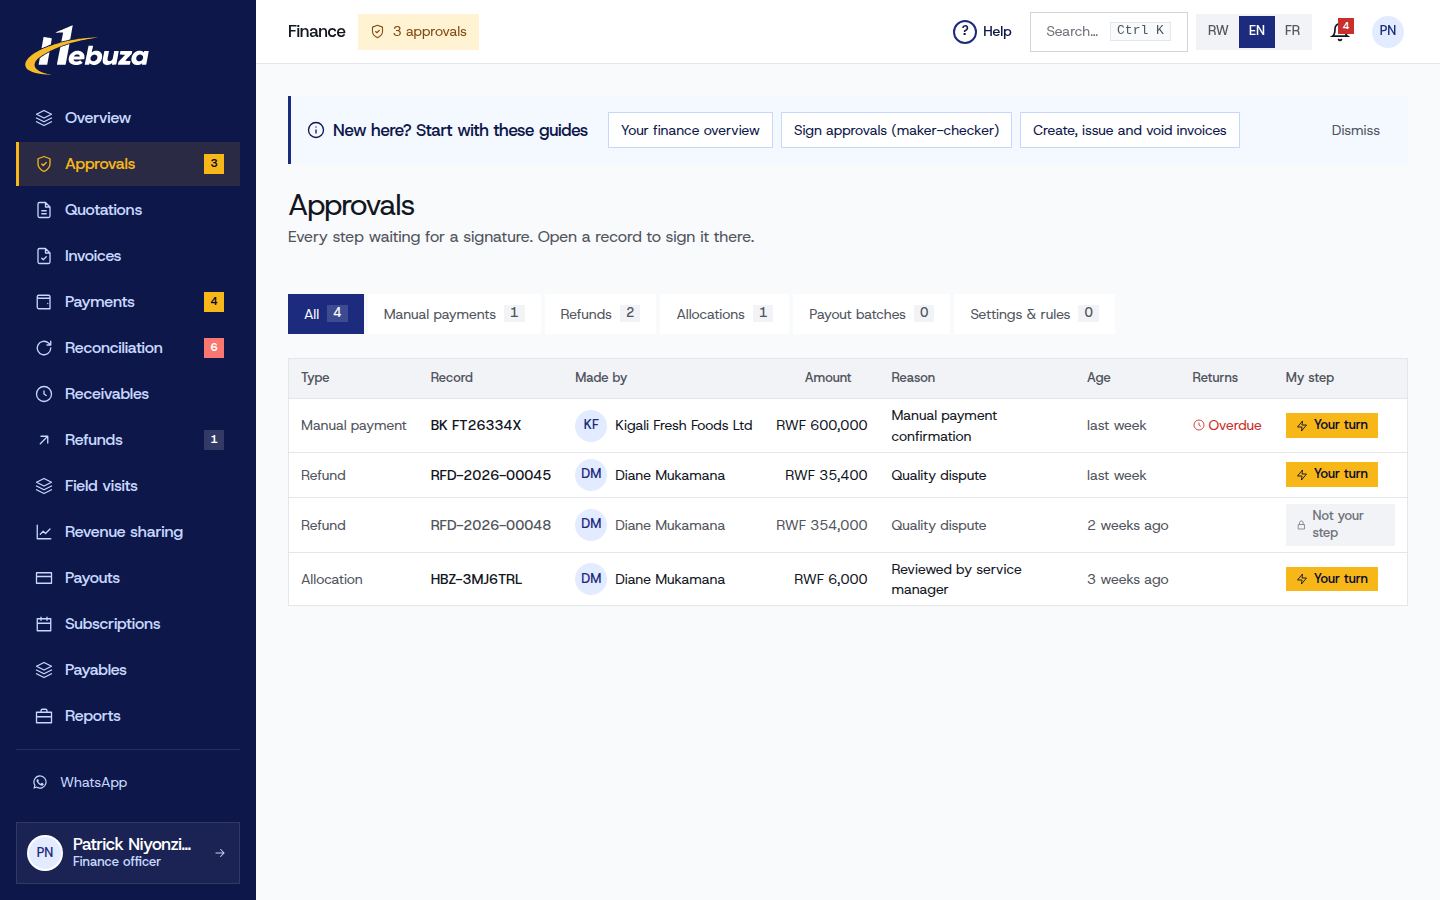 Hebuza
Overview
Approvals 3
Quotations
Invoices
Payments 4
Reconciliation 6
Receivables
Refunds 1
Field visits
Revenue sharing
Payouts
Subscriptions
Payables
Reports
WhatsApp
PN Patrick Niyonzi...
Finance officer
Finance 3 approvals
? Help Search... Ctrl K RW EN FR 4 PN
New here? Start with these guides Your finance overview Sign approvals (maker-checker) Create, issue and void invoices Dismiss
Approvals
Every step waiting for a signature. Open a record to sign it there.
All 4 Manual payments 1 Refunds 2 Allocations 1 Payout batches 0 Settings & rules 0
Type Record Made by Amount Reason Age Returns My step
Manual payment BK FT26334X KF Kigali Fresh Foods Ltd RWF 600,000 Manual payment confirmation last week Overdue Your turn
Refund RFD-2026-00045 DM Diane Mukamana RWF 35,400 Quality dispute last week Your turn
Refund RFD-2026-00048 DM Diane Mukamana RWF 354,000 Quality dispute 2 weeks ago Not your step
Allocation HBZ-3MJ6TRL DM Diane Mukamana RWF 6,000 Reviewed by service manager 3 weeks ago Your turn